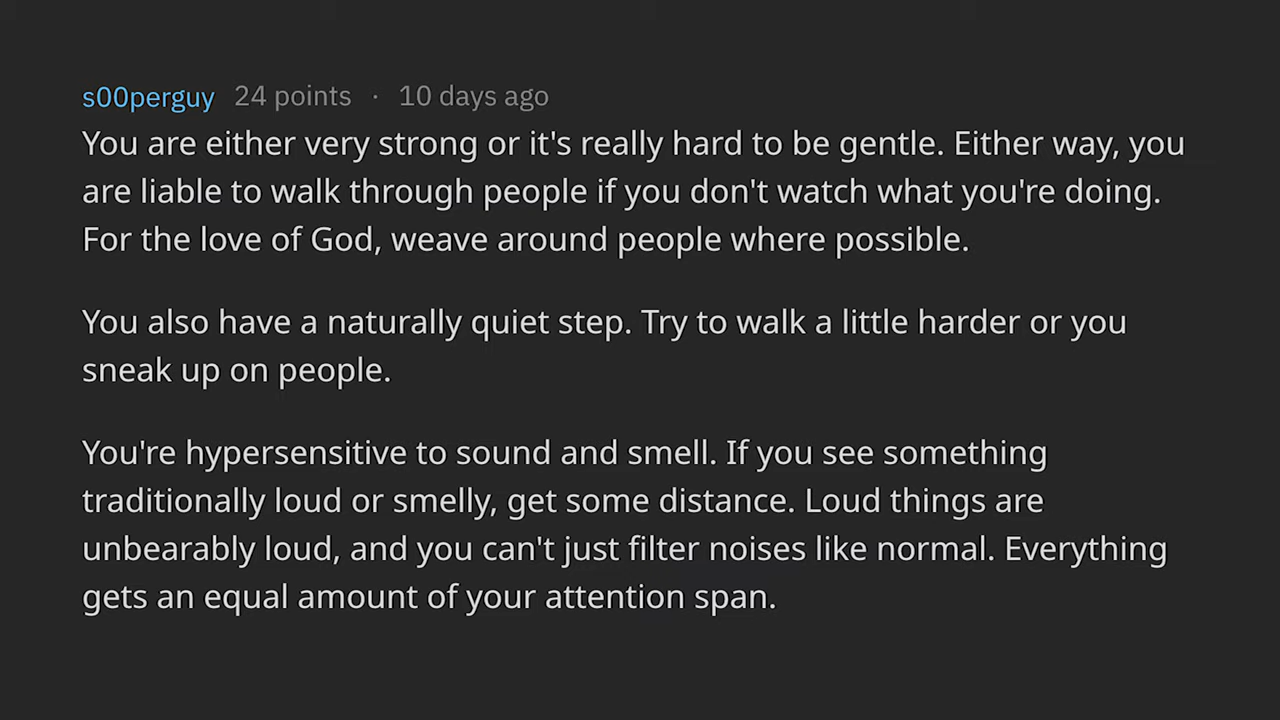 s00perguy 24 points · 10 days ago
You are either very strong or it's really hard to be gentle. Either way, you
are liable to walk through people if you don't watch what you're doing.
For the love of God, weave around people where possible.
You also have a naturally quiet step. Try to walk a little harder or you
sneak up on people.
You're hypersensitive to sound and smell. If you see something
traditionally loud or smelly, get some distance. Loud things are
unbearably loud, and you can't just filter noises like normal. Everything
gets an equal amount of your attention span.